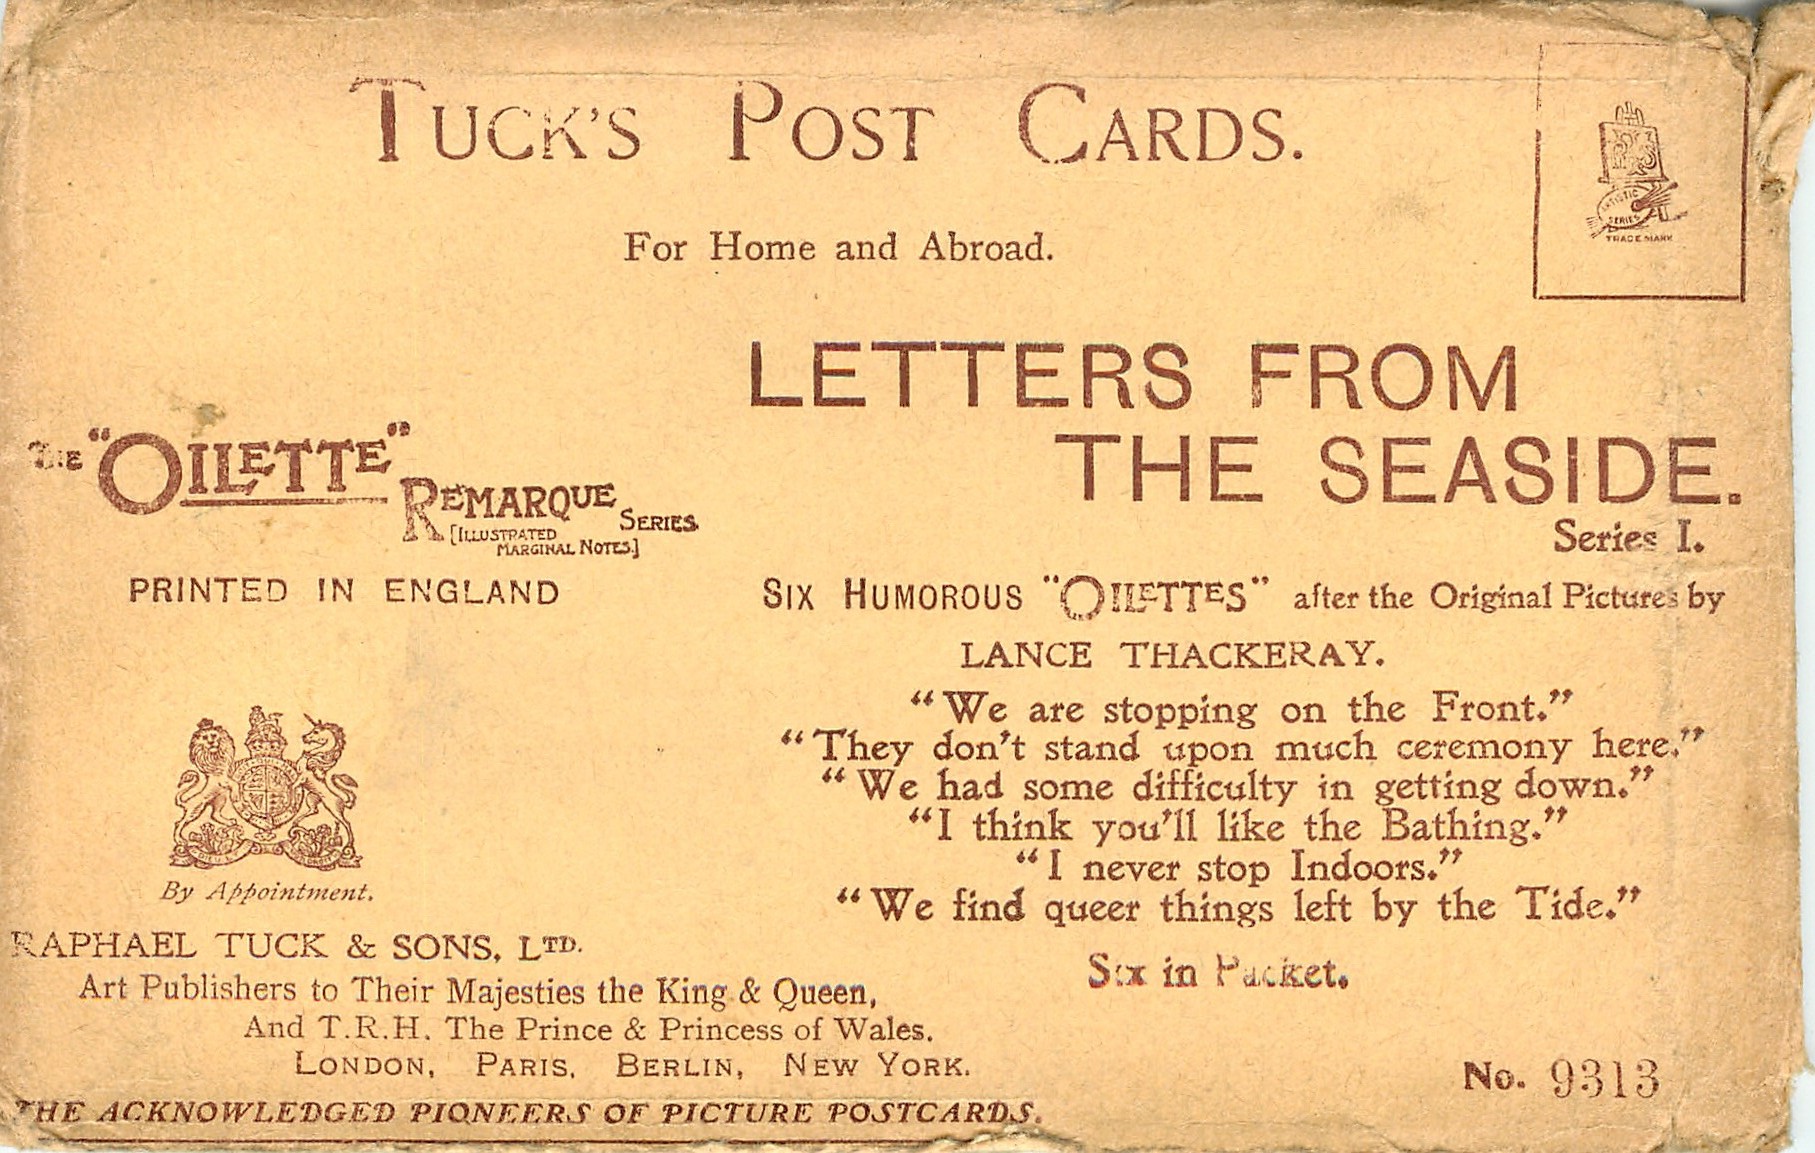 TUCK'S POST CARDS.
For Home and Abroad.
ARTISTIC
SERIES
TRADE MARK
LETTERS FROM
THE SEASIDE.
Series I.
THE "OILETTE"
REMARQUE SERIES.
[ILLUSTRATED
MARGINAL NOTES.]
PRINTED IN ENGLAND
SIX HUMOROUS "OILETTES" after the Original Pictures by
LANCE THACKERAY.
"We are stopping on the Front."
"They don't stand upon much ceremony here."
"We had some difficulty in getting down."
"I think you'll like the Bathing."
"I never stop Indoors."
"We find queer things left by the Tide."
Six in Packet.
By Appointment.
RAPHAEL TUCK & SONS, LTD.
Art Publishers to Their Majesties the King & Queen,
And T.R.H. The Prince & Princess of Wales.
LONDON, PARIS, BERLIN, NEW YORK.
THE ACKNOWLEDGED PIONEERS OF PICTURE POSTCARDS.
No. 9313